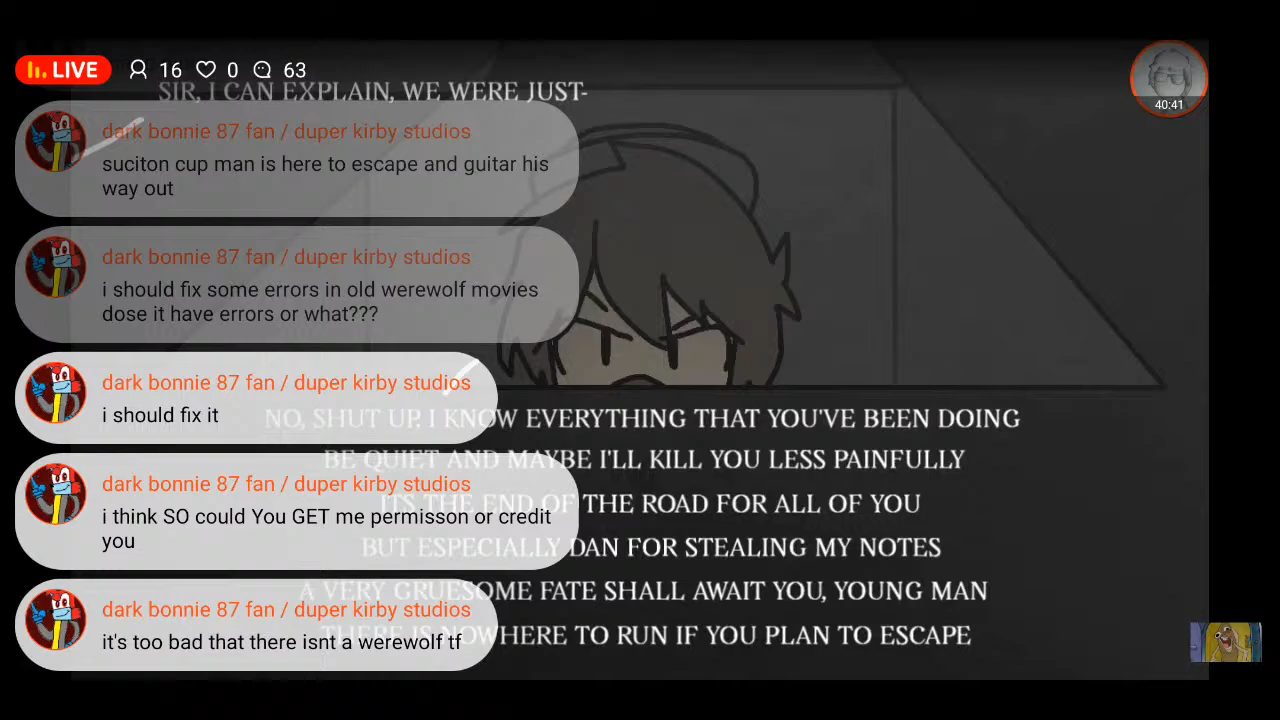 LIVE 16 0 63
40:41
SIR, I CAN EXPLAIN, WE WERE JUST-
dark bonnie 87 fan / duper kirby studios
suciton cup man is here to escape and guitar his
way out
dark bonnie 87 fan / duper kirby studios
i should fix some errors in old werewolf movies
dose it have errors or what???
dark bonnie 87 fan / duper kirby studios
i should fix it
NO, SHUT UP. I KNOW EVERYTHING THAT YOU'VE BEEN DOING
BE QUIET AND MAYBE I'LL KILL YOU LESS PAINFULLY
dark bonnie 87 fan / duper kirby studios
ITS THE END OF THE ROAD FOR ALL OF YOU
i think SO could You GET me permisson or credit
you
BUT ESPECIALLY DAN FOR STEALING MY NOTES
A VERY GRUESOME FATE SHALL AWAIT YOU, YOUNG MAN
dark bonnie 87 fan / duper kirby studios
it's too bad that there isnt a werewolf tf
THERE IS NOWHERE TO RUN IF YOU PLAN TO ESCAPE